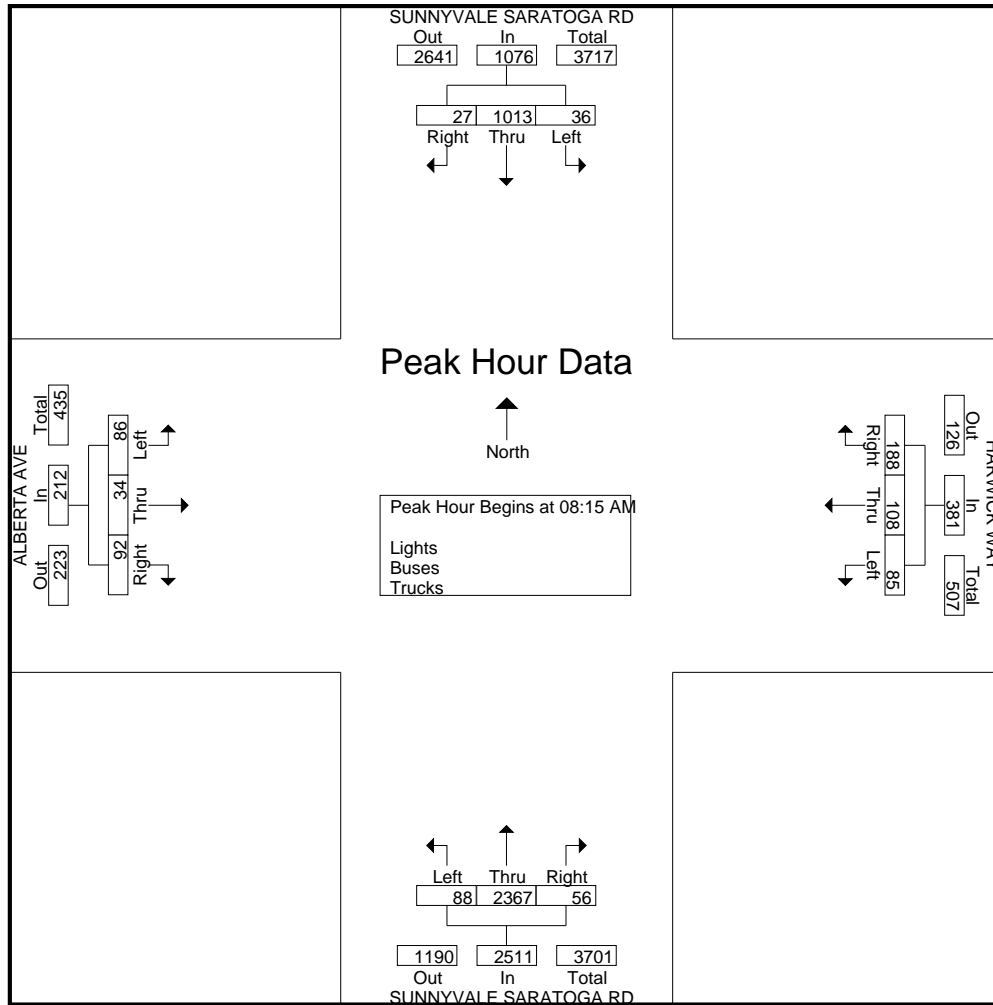 SUNNYVALE SARATOGA RD
Out In Total
2641 1076 3717
27 1013 36
Right Thru Left
Peak Hour Data
North
Peak Hour Begins at 08:15 AM
Lights
Buses
Trucks
ALBERTA AVE
Out In Total
223 212 435
86 34 92
Left Thru Right
HARWICK WAY
Out In Total
126 381 507
Right Thru Left
188 108 85
Left Thru Right
88 2367 56
1190 2511 3701
Out In Total
SUNNYVALE SARATOGA RD